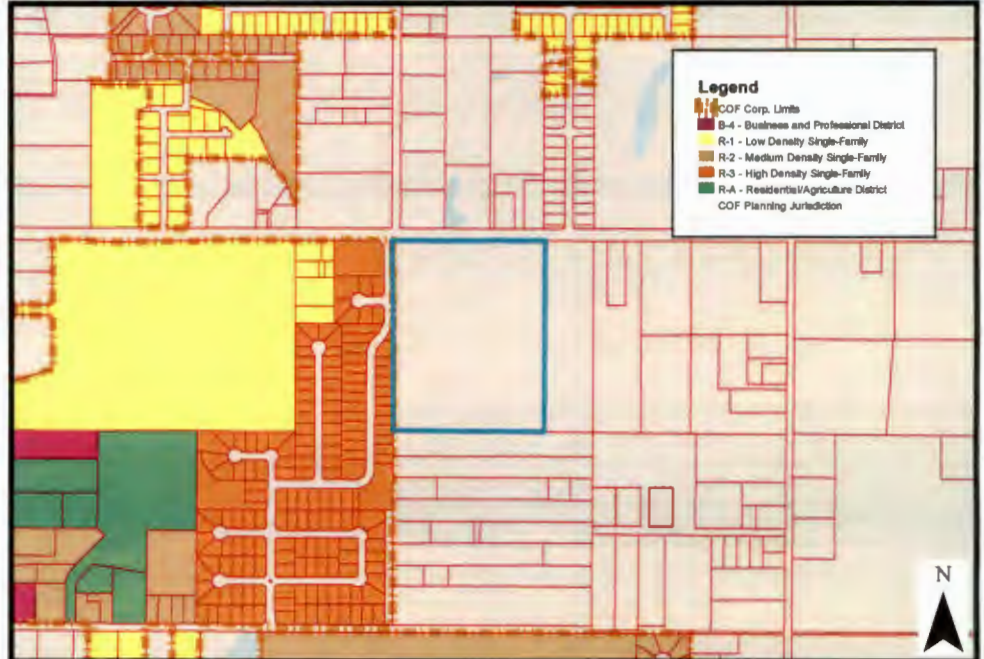 Legend
COF Corp. Limits
B-4 - Business and Professional District
R-1 - Low Density Single-Family
R-2 - Medium Density Single-Family
R-3 - High Density Single-Family
R-A - Residential/Agriculture District
COF Planning Jurisdiction
N